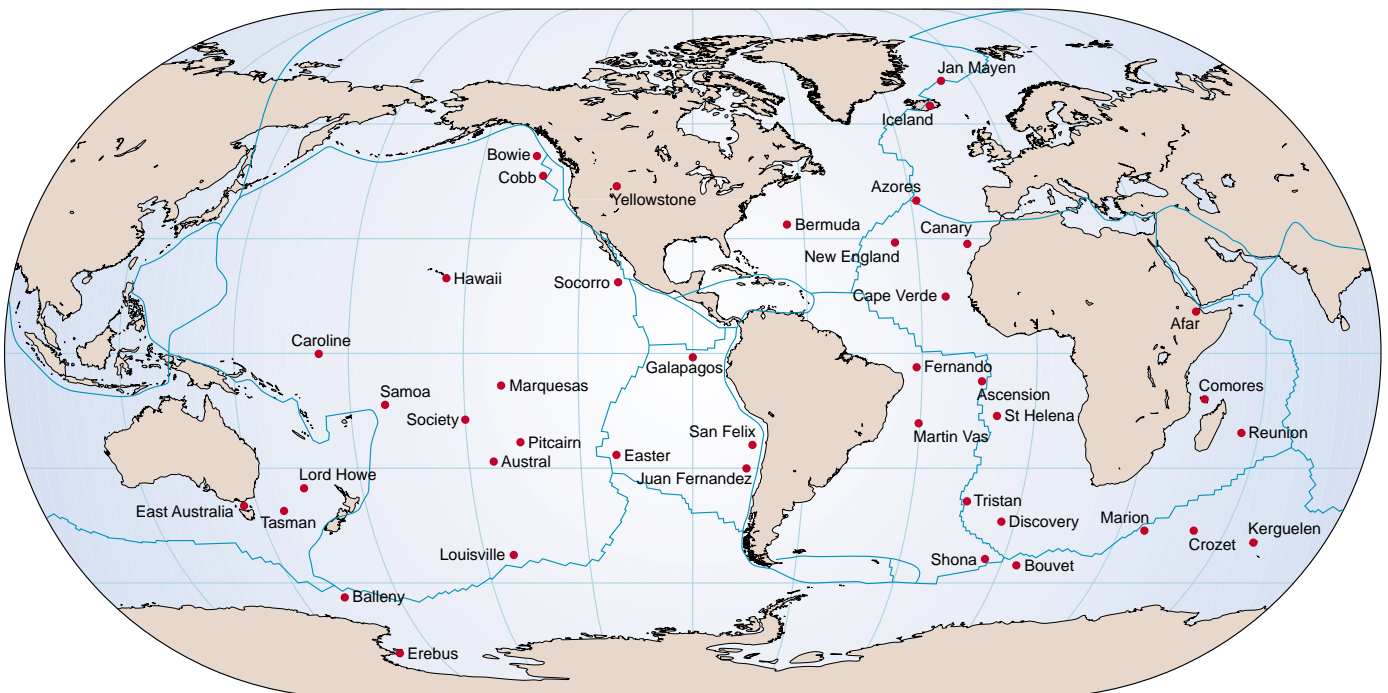 Jan Mayen
Iceland
Bowie
Cobb
Yellowstone
Azores
Bermuda
Canary
New England
Hawaii
Socorro
Cape Verde
Afar
Caroline
Galapagos
Fernando
Samoa
Marquesas
Ascension
Comores
Society
St Helena
San Felix
Martin Vas
Reunion
Pitcairn
Easter
Austral
Juan Fernandez
Lord Howe
East Australia
Tasman
Tristan
Discovery
Marion
Kerguelen
Crozet
Louisville
Shona
Bouvet
Balleny
Erebus